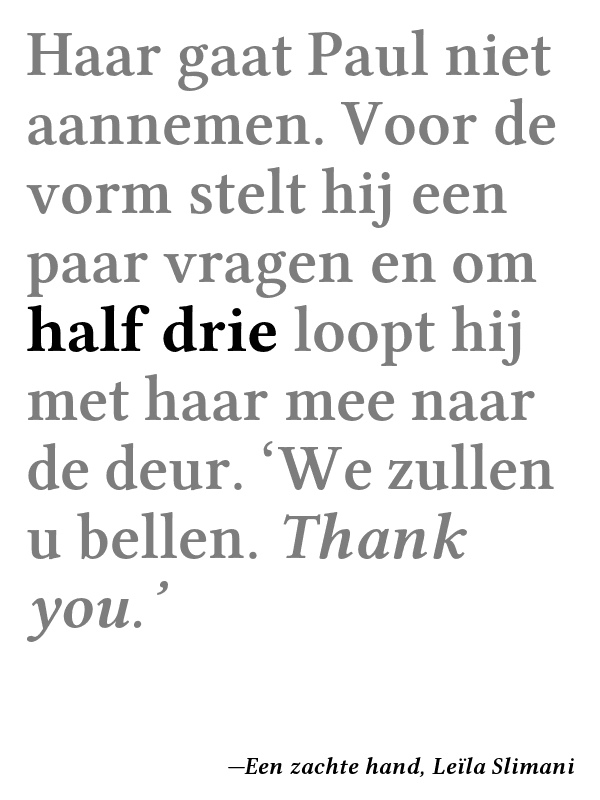 Haar gaat Paul niet
aannemen. Voor de
vorm stelt hij een
paar vragen en om
half drie loopt hij
met haar mee naar
de deur. ‘We zullen
u bellen. Thank
you.’
—Een zachte hand, Leïla Slimani